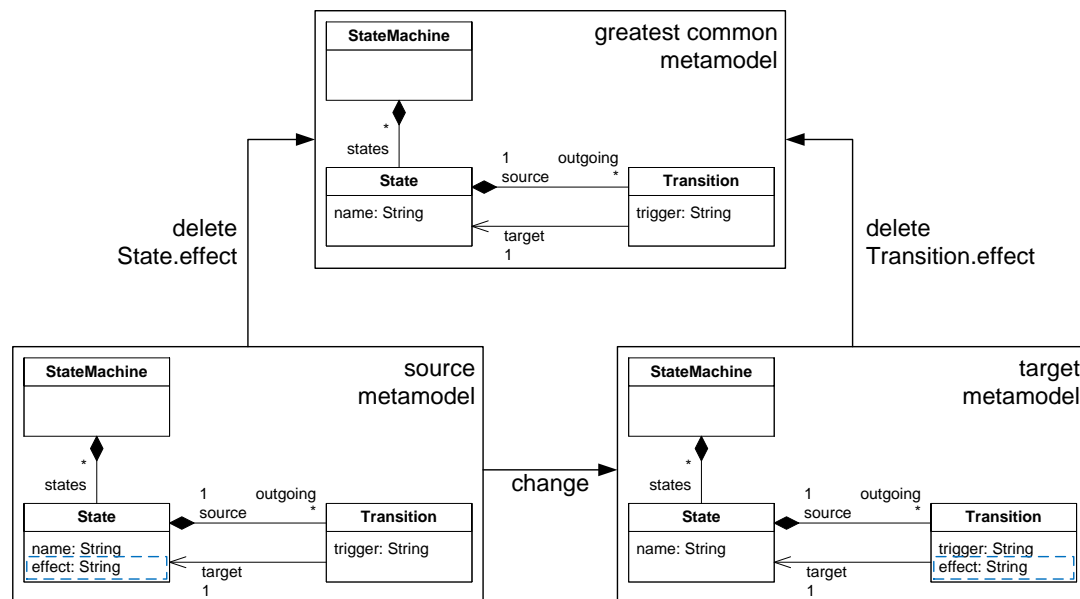 StateMachine
greatest common
metamodel
*
states
1
outgoing
source
*
State
Transition
name: String
trigger: String
target
1
delete
State.effect
delete
Transition.effect
StateMachine
source
metamodel
*
states
1
outgoing
source
*
State
Transition
name: String
trigger: String
effect: String
target
1
change
StateMachine
target
metamodel
*
states
1
outgoing
source
*
State
Transition
name: String
trigger: String
effect: String
target
1